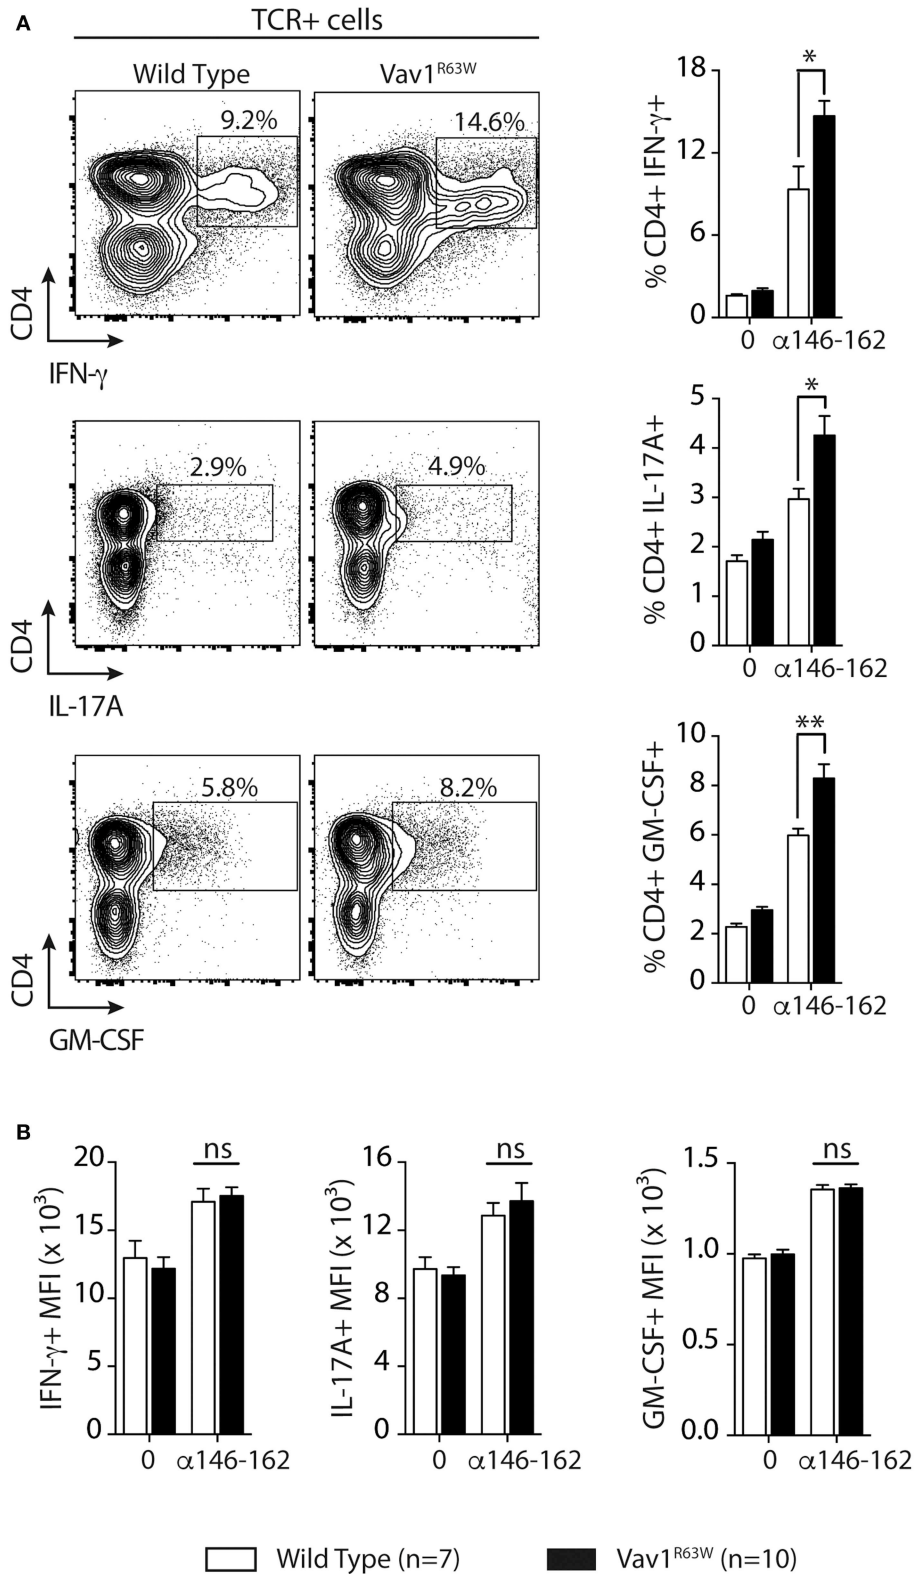 A
TCR+ cells
Wild Type
Vav1R63W
9.2%
14.6%
CD4
IFN-γ
% CD4+ IFN-γ+
18
12
6
0
*
0 α146-162
2.9%
4.9%
CD4
IL-17A
% CD4+ IL-17A+
5
4
3
2
1
0
*
0 α146-162
5.8%
8.2%
CD4
GM-CSF
% CD4+ GM-CSF+
10
8
6
4
2
0
**
0 α146-162
B
IFN-γ+ MFI (x 10³)
20
15
10
5
0
ns
0 α146-162
IL-17A+ MFI (x 10³)
16
12
8
4
0
ns
0 α146-162
GM-CSF+ MFI (x 10³)
1.5
1.0
0.5
0.0
ns
0 α146-162
Wild Type (n=7)
Vav1R63W (n=10)